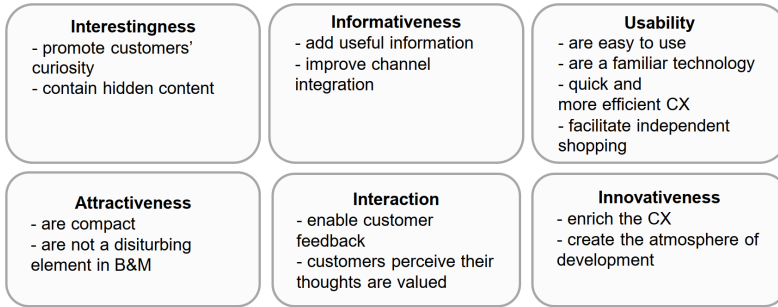 Interestingness
- promote customers'
curiosity
- contain hidden content
Informativeness
- add useful information
- improve channel
integration
Usability
- are easy to use
- are a familiar technology
- quick and
more efficient CX
- facilitate independent
shopping
Attractiveness
- are compact
- are not a disiturbing
element in B&M
Interaction
- enable customer
feedback
- customers perceive their
thoughts are valued
Innovativeness
- enrich the CX
- create the atmosphere of
development